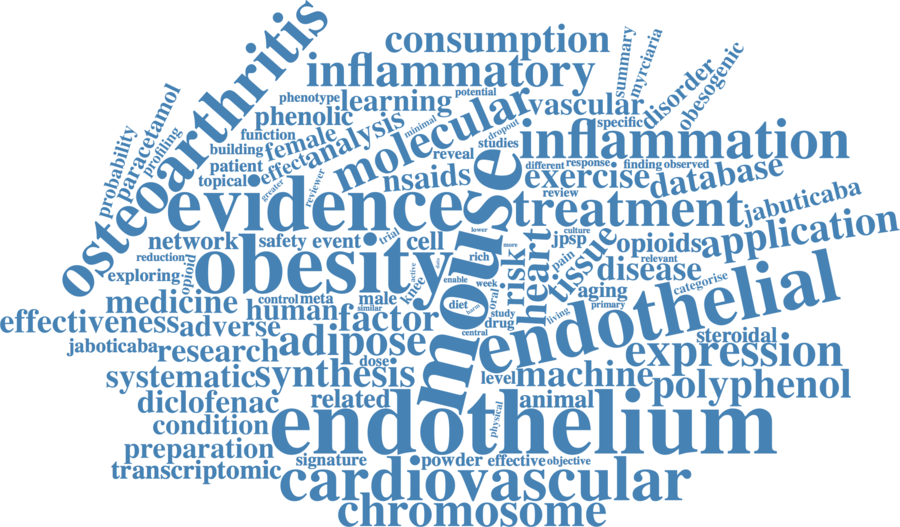 consumption
osteoarthritis
inflammatory
summary
myrciaria
disorder
obesogenic
phenotype
learning
potential
molecular
vascular
phenolic
specific
function
female
analysis
minimal
dropout
studies
inflammation
building
reveal
probability
paracetamol
profiling
patient
effect
different
response
finding
observed
topical
greater
reviewer
nsaids
exercise
database
review
evidence
mouse
treatment
jabuticaba
network
safety
event
trial
cell
lower
more
culture
jpsp
pain
tissue
opioids
application
reduction
opioid
obesity
rich
risk
heart
relevant
disease
exploring
active
data
knee
enable
week
oral
aging
categorise
medicine
control
meta
male
similar
diet
harm
study
primary
human
factor
drug
living
endothelial
effectiveness
adverse
central
steroidal
jaboticaba
research
adipose
expression
dose
systematic
synthesis
level
machine
polyphenol
diclofenac
related
animal
condition
endothelium
physical
preparation
transcriptomic
signature
powder
effective
objective
cardiovascular
chromosome